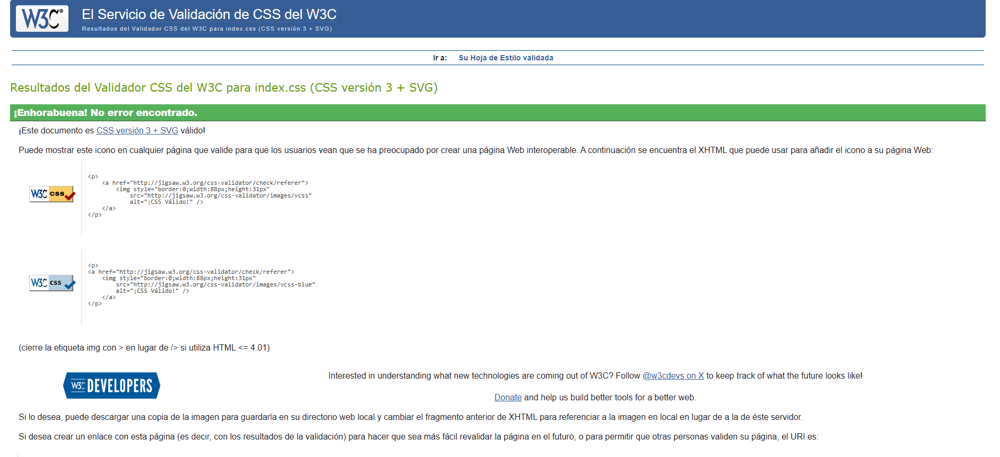 W3C®
El Servicio de Validación de CSS del W3C
Resultados del Validador CSS del W3C para index.css (CSS versión 3 + SVG)
Ir a: Su Hoja de Estilo validada
Resultados del Validador CSS del W3C para index.css (CSS versión 3 + SVG)
¡Enhorabuena! No error encontrado.
¡Este documento es CSS versión 3 + SVG válido!
Puede mostrar este icono en cualquier página que valide para que los usuarios vean que se ha preocupado por crear una página Web interoperable. A continuación se encuentra el XHTML que puede usar para añadir el icono a su página Web:
<p>
<a href="http://jigsaw.w3.org/css-validator/check/referer">
<img style="border:0;width:88px;height:31px"
src="http://jigsaw.w3.org/css-validator/images/vcss"
alt="¡CSS Válido!" />
</a>
</p>
W3C css
<p>
<a href="http://jigsaw.w3.org/css-validator/check/referer">
<img style="border:0;width:88px;height:31px"
src="http://jigsaw.w3.org/css-validator/images/vcss-blue"
alt="¡CSS Válido!" />
</a>
</p>
W3C css
(cierre la etiqueta img con > en lugar de /> si utiliza HTML <= 4.01)
W3C DEVELOPERS
Interested in understanding what new technologies are coming out of W3C? Follow @w3cdevs on X to keep track of what the future looks like!
Donate and help us build better tools for a better web.
Si lo desea, puede descargar una copia de la imagen para guardarla en su directorio web local y cambiar el fragmento anterior de XHTML para referenciar a la imagen en local en lugar de a la de éste servidor.
Si desea crear un enlace con esta página (es decir, con los resultados de la validación) para hacer que sea más fácil revalidar la página en el futuro, o para permitir que otras personas validen su página, el URI es: